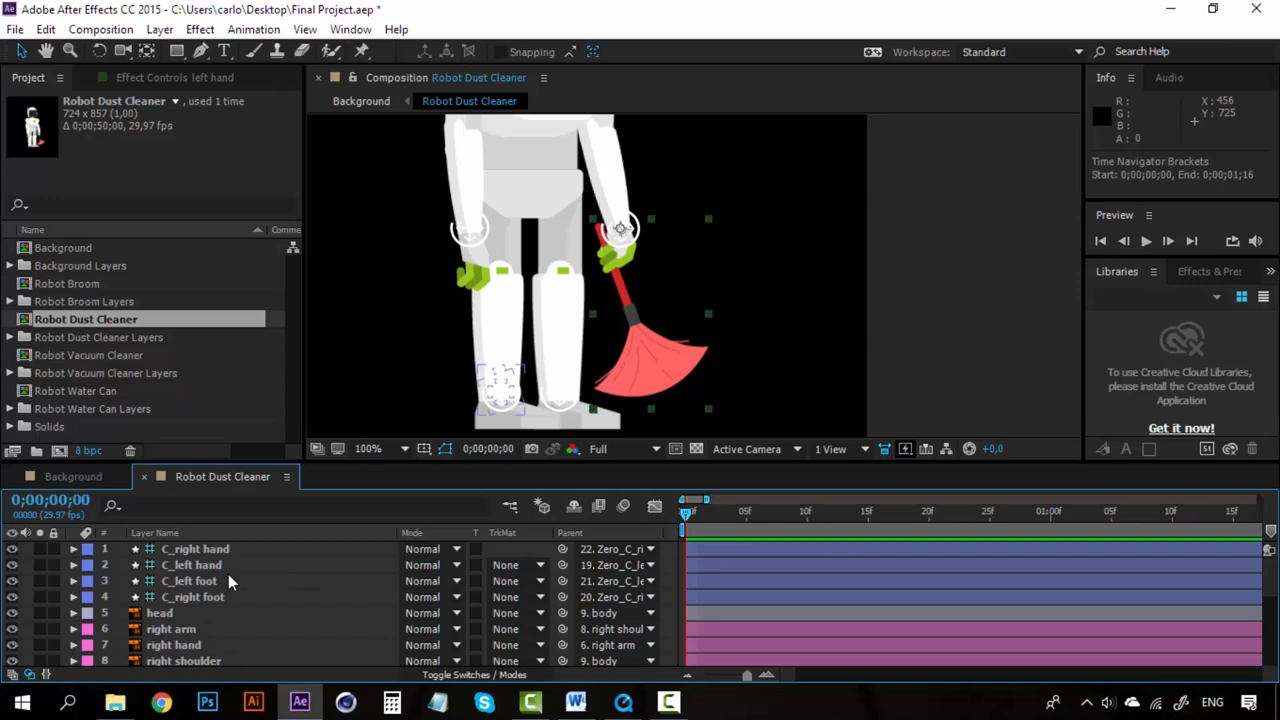 Adobe After Effects CC 2015 - C:\Users\carlo\Desktop\Final Project.aep *
File Edit Composition Layer Effect Animation View Window Help
Snapping
Workspace: Standard
Search Help
Project
Effect Controls left hand
Composition Robot Dust Cleaner
Info
Audio
Robot Dust Cleaner , used 1 time
724 x 857 (1,00)
Δ 0;00;50;00, 29,97 fps
Background
Robot Dust Cleaner
R :
G :
B :
A : 0
X : 456
Y : 725
Time Navigator Brackets
Start: 0;00;00;00, End: 0;00;01;16
Preview
Name
Comme
Background
Background Layers
Robot Broom
Robot Broom Layers
Robot Dust Cleaner
Robot Dust Cleaner Layers
Robot Vacuum Cleaner
Robot Vacuum Cleaner Layers
Robot Water Can
Robot Water Can Layers
Solids
Libraries
Effects & Pres
To use Creative Cloud Libraries,
please install the Creative Cloud
Application
Get it now!
8 bpc
100%
0;00;00;00
Full
Active Camera
1 View
+0,0
Background
Robot Dust Cleaner
0;00;00;00
00000 (29.97 fps)
# Layer Name Mode T TrkMat Parent
05f 10f 15f 20f 25f 01:00f 05f 10f 15f
1 C_right hand Normal 22. Zero_C_ri
2 C_left hand Normal None 19. Zero_C_le
3 C_left foot Normal None 21. Zero_C_le
4 C_right foot Normal None 20. Zero_C_ri
5 head Normal None 9. body
6 right arm Normal None 8. right shoul
7 right hand Normal None 6. right arm
8 right shoulder Normal None 9. body
Toggle Switches / Modes
Ps
Ai
Ae
ENG